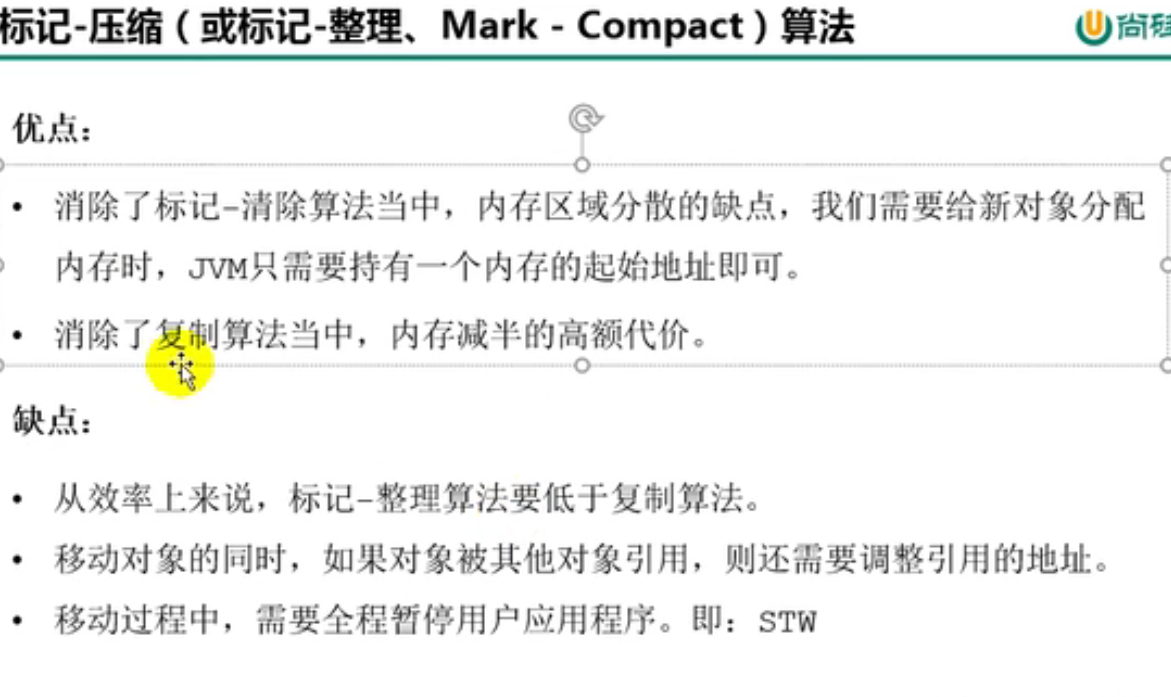 标记-压缩（或标记-整理、Mark - Compact）算法
尚硅
优点：
• 消除了标记-清除算法当中，内存区域分散的缺点，我们需要给新对象分配
内存时，JVM只需要持有一个内存的起始地址即可。
• 消除了复制算法当中，内存减半的高额代价。
缺点：
• 从效率上来说，标记-整理算法要低于复制算法。
• 移动对象的同时，如果对象被其他对象引用，则还需要调整引用的地址。
• 移动过程中，需要全程暂停用户应用程序。即：STW